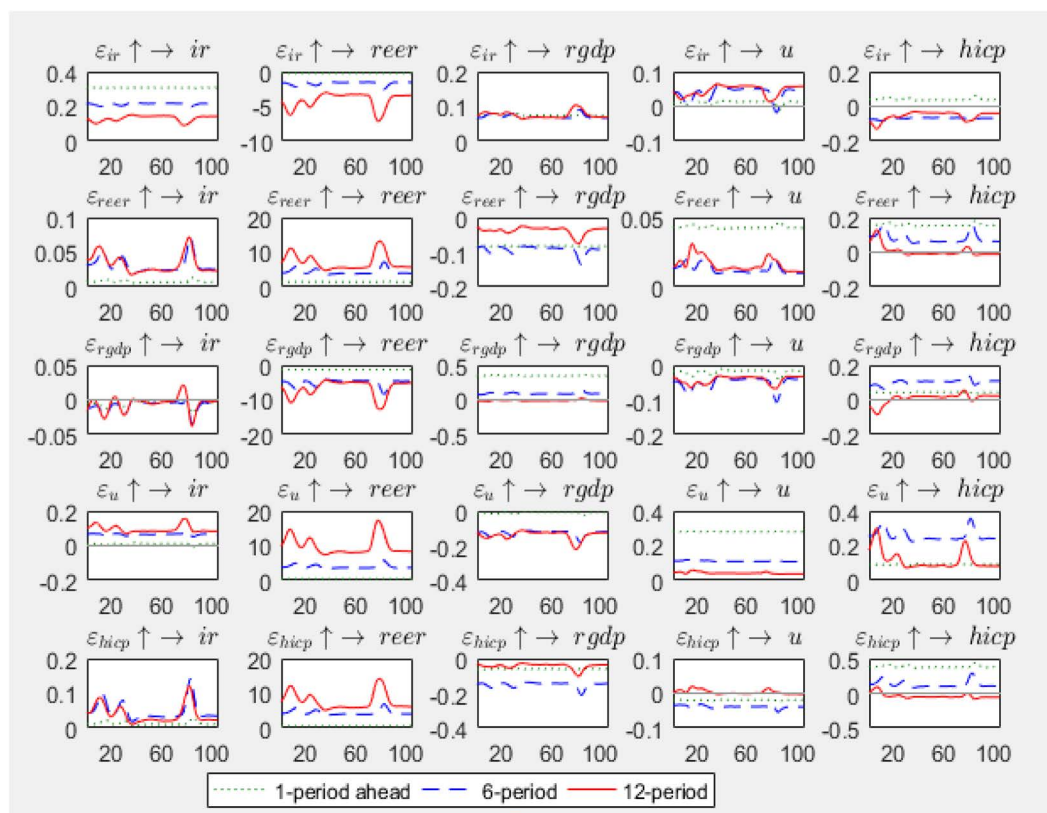 ε_ir ↑ → ir ε_ir ↑ → reer ε_ir ↑ → rgdp ε_ir ↑ → u ε_ir ↑ → hicp
0.4 0 0.2 0.1 0.2
0.2 -5 0.1 0 0
0 -10 0 -0.1 -0.2
20 60 100 20 60 100 20 60 100 20 60 100 20 60 100
ε_reer ↑ → ir ε_reer ↑ → reer ε_reer ↑ → rgdp ε_reer ↑ → u ε_reer ↑ → hicp
0.1 20 0 0.05 0.2
0.05 10 -0.1 0
0 0 -0.2 0 -0.2
20 60 100 20 60 100 20 60 100 20 60 100 20 60 100
ε_rgdp ↑ → ir ε_rgdp ↑ → reer ε_rgdp ↑ → rgdp ε_rgdp ↑ → u ε_rgdp ↑ → hicp
0.05 0 0.5 0 0.2
0 -10 0 -0.1 0
-0.05 -20 -0.5 -0.2 -0.2
20 60 100 20 60 100 20 60 100 20 60 100 20 60 100
ε_u ↑ → ir ε_u ↑ → reer ε_u ↑ → rgdp ε_u ↑ → u ε_u ↑ → hicp
0.2 20 0 0.4 0.4
0 10 -0.2 0.2 0.2
-0.2 0 -0.4 0 0
20 60 100 20 60 100 20 60 100 20 60 100 20 60 100
ε_hicp ↑ → ir ε_hicp ↑ → reer ε_hicp ↑ → rgdp ε_hicp ↑ → u ε_hicp ↑ → hicp
0.2 20 0 0.1 0.5
0.1 10 -0.2 0 0
0 0 -0.4 -0.1 -0.5
20 60 100 20 60 100 20 60 100 20 60 100 20 60 100
1-period ahead 6-period 12-period